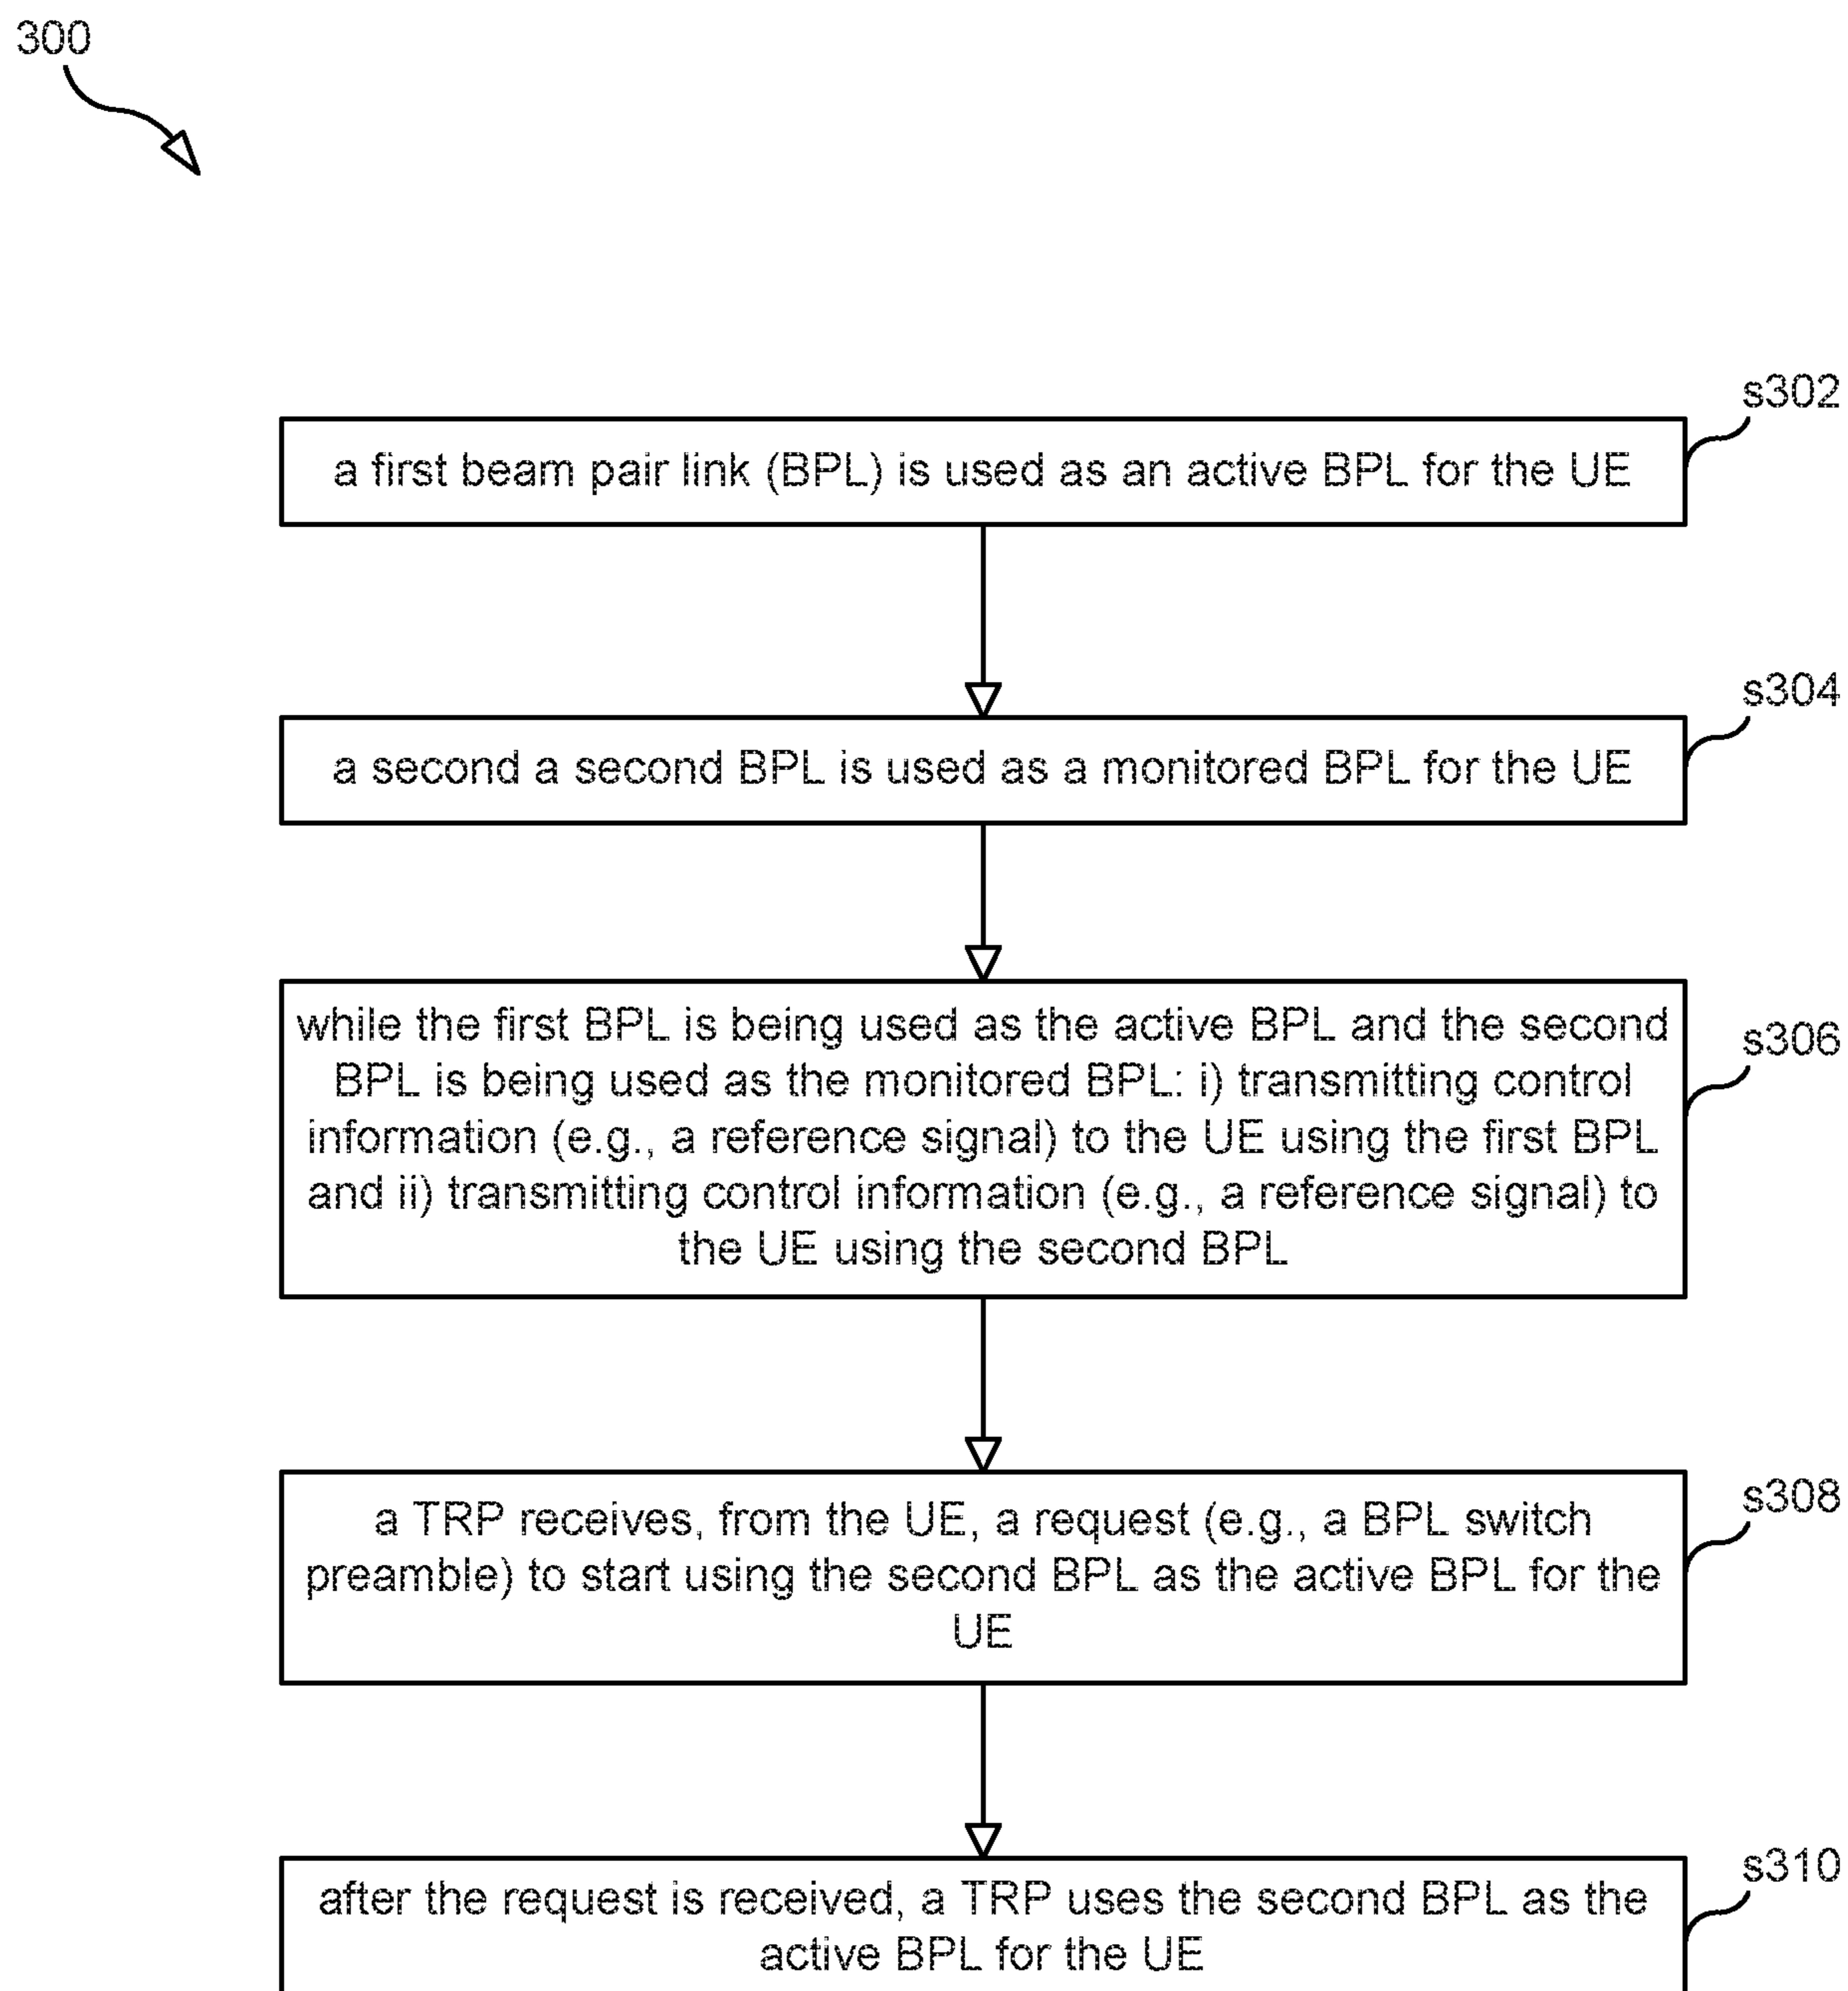 300
s302
a first beam pair link (BPL) is used as an active BPL for the UE
s304
a second a second BPL is used as a monitored BPL for the UE
s306
while the first BPL is being used as the active BPL and the second
BPL is being used as the monitored BPL: i) transmitting control
information (e.g., a reference signal) to the UE using the first BPL
and ii) transmitting control information (e.g., a reference signal) to
the UE using the second BPL
s308
a TRP receives, from the UE, a request (e.g., a BPL switch
preamble) to start using the second BPL as the active BPL for the
UE
s310
after the request is received, a TRP uses the second BPL as the
active BPL for the UE